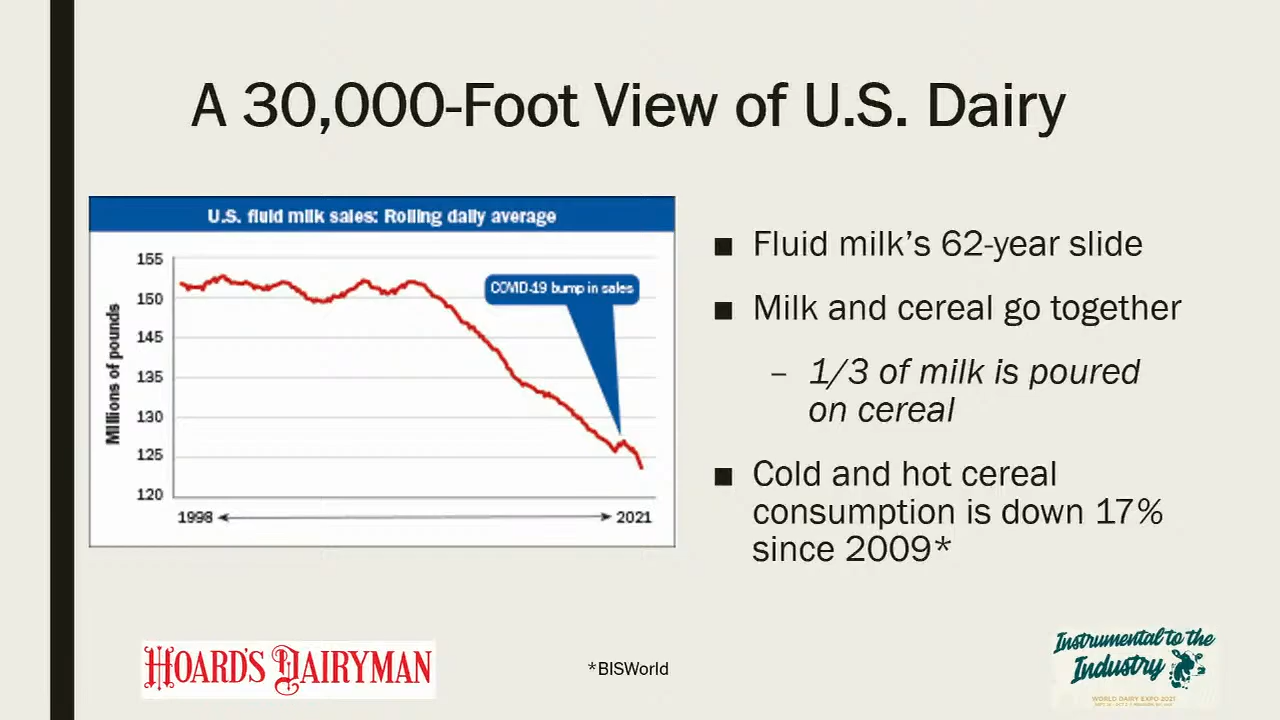 A 30,000-Foot View of U.S. Dairy
U.S. fluid milk sales: Rolling daily average
Millions of pounds
155
150
145
135
130
125
120
COVID-19 bump in sales
1998
2021
Fluid milk's 62-year slide
Milk and cereal go together
– 1/3 of milk is poured
on cereal
Cold and hot cereal
consumption is down 17%
since 2009*
HOARD'S DAIRYMAN
*BISWorld
Instrumental to the
Industry
WORLD DAIRY EXPO 2021